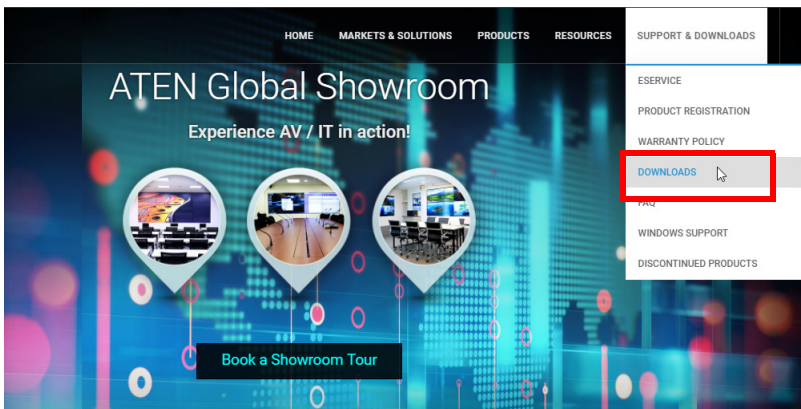 HOME MARKETS & SOLUTIONS PRODUCTS RESOURCES SUPPORT & DOWNLOADS
ATEN Global Showroom
Experience AV / IT in action!
Book a Showroom Tour
ESERVICE
PRODUCT REGISTRATION
WARRANTY POLICY
DOWNLOADS
FAQ
WINDOWS SUPPORT
DISCONTINUED PRODUCTS